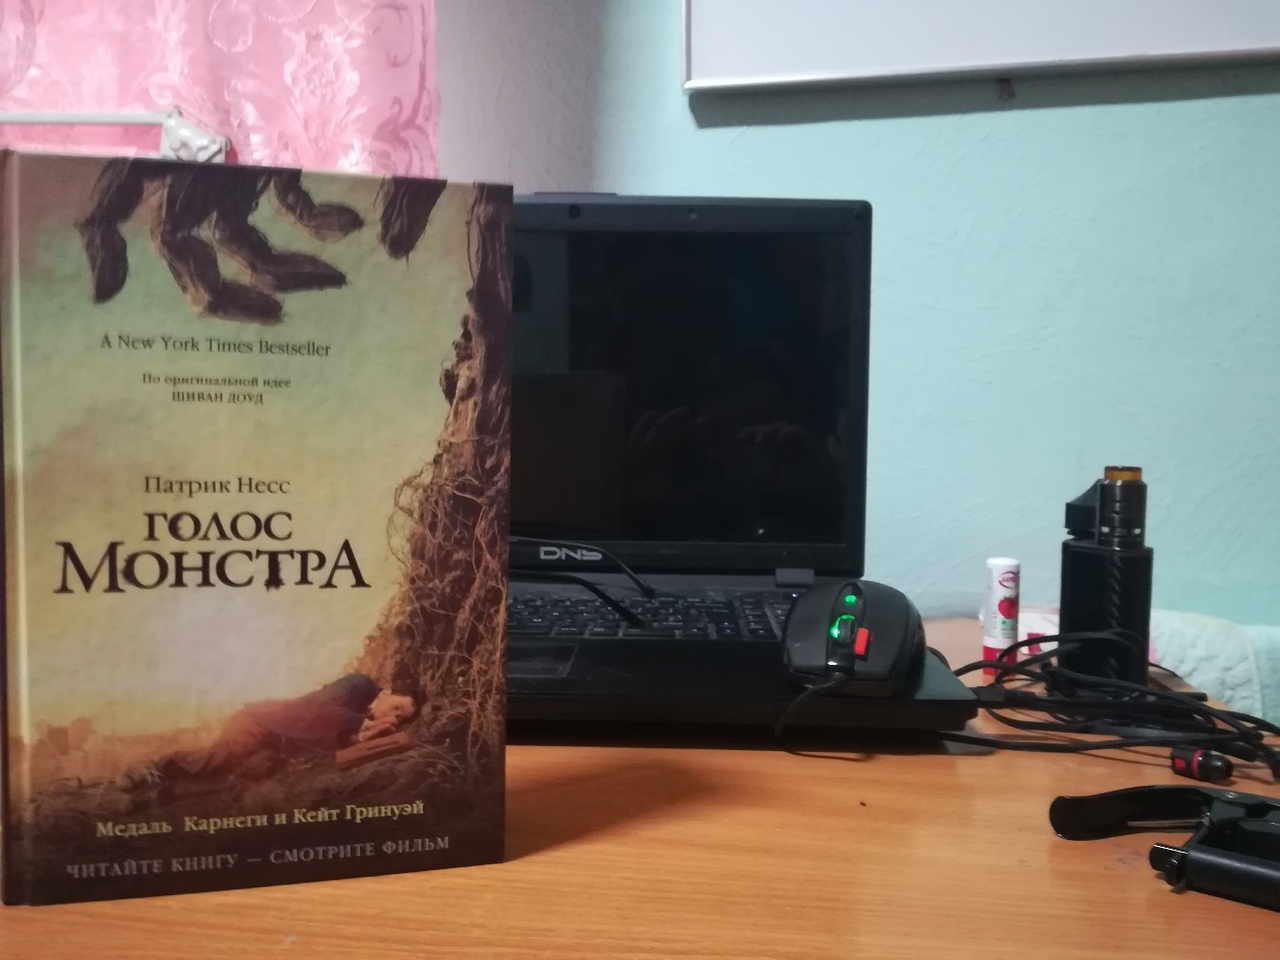 A New York Times Bestseller
По оригинальной идее
ШИВАН ДОУД
Патрик Несс
ГОЛОС
МОНСТРА
Медаль Карнеги и Кейт Гринуэй
ЧИТАЙТЕ КНИГУ — СМОТРИТЕ ФИЛЬМ
DNS